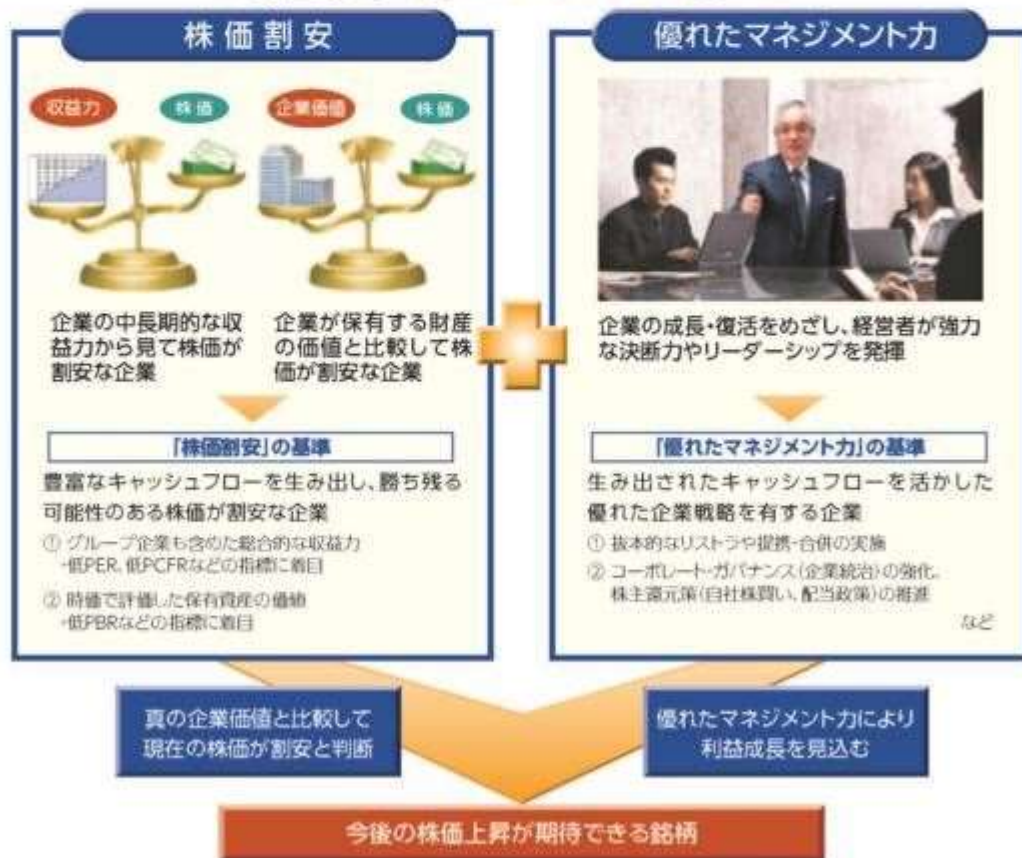 株価割安
収益力
株価
企業価値
株価
企業の中長期的な収
益力から見て株価が
割安な企業
企業が保有する財産
の価値と比較して株
価が割安な企業
「株価割安」の基準
豊富なキャッシュフローを生み出し、勝ち残る
可能性のある株価が割安な企業
① グループ企業も含めた総合的な収益力
-低PER、低PCFRなどの指標に着目
② 時価で評価した保有資産の価値
-低PBRなどの指標に着目
優れたマネジメント力
企業の成長・復活をめざし、経営者が強力
な決断力やリーダーシップを発揮
「優れたマネジメント力」の基準
生み出されたキャッシュフローを活かした
優れた企業戦略を有する企業
① 抜本的なリストラや提携・合併の実施
② コーポレート・ガバナンス(企業統治)の強化、
株主還元策(自社株買い、配当政策)の推進
など
真の企業価値と比較して
現在の株価が割安と判断
優れたマネジメント力により
利益成長を見込む
今後の株価上昇が期待できる銘柄